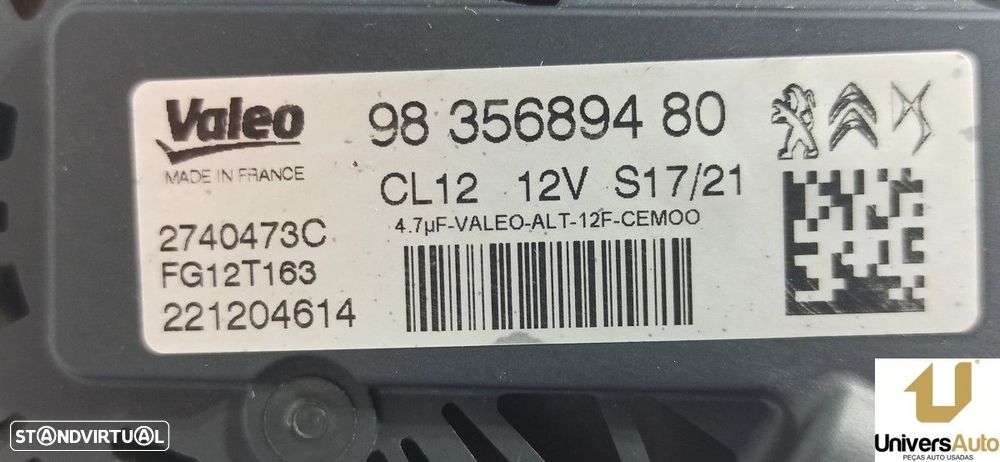 Valeo
MADE IN FRANCE
98 356894 80
CL12 12V S17/21
4.7µF-VALEO-ALT-12F-CEMOO
2740473C
FG12T163
221204614
STANDVIRTUAL
UniversAuto
PEÇAS AUTO USADAS